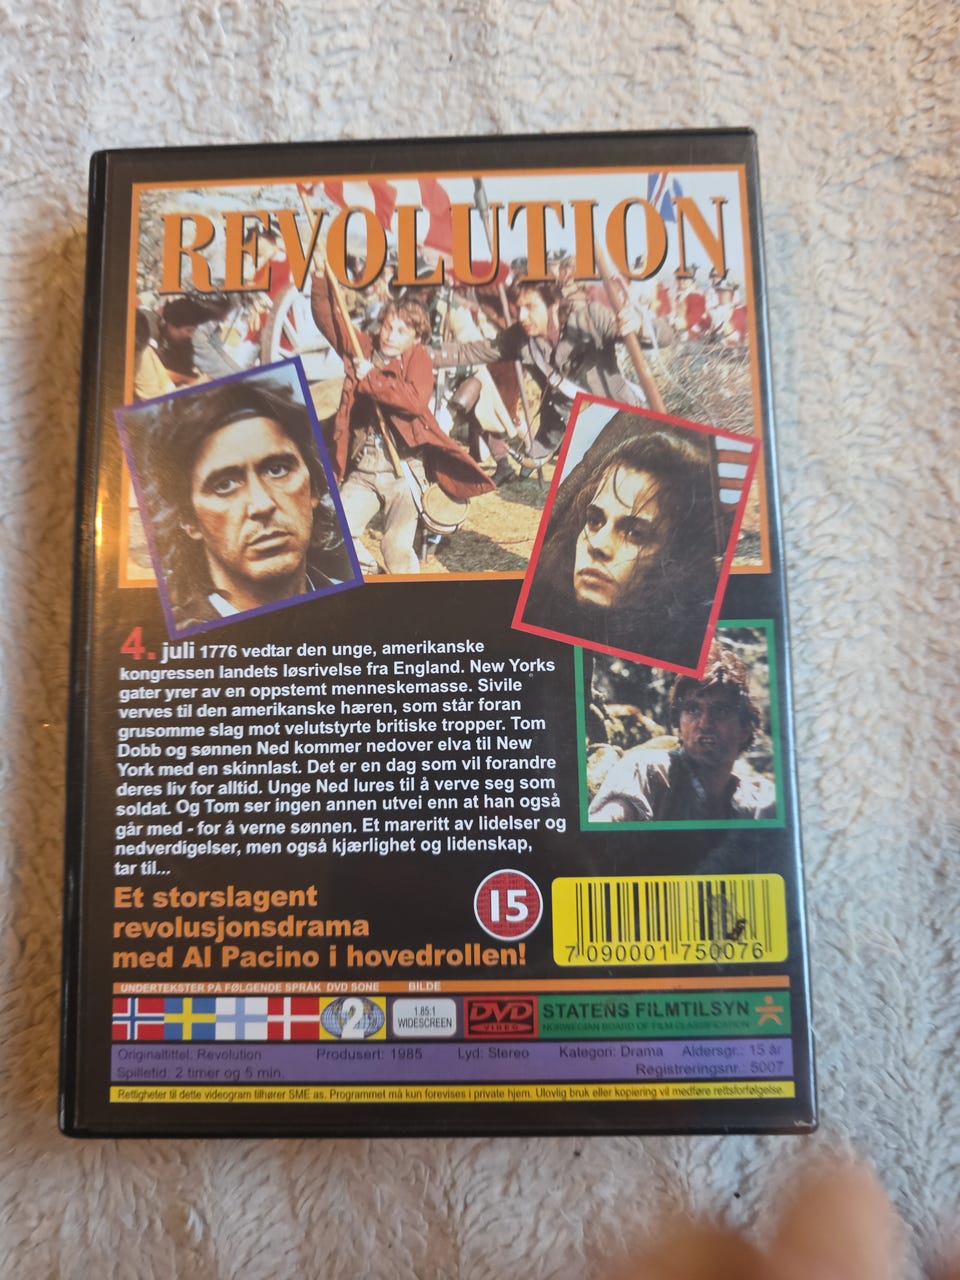 REVOLUTION
4. juli 1776 vedtar den unge, amerikanske
kongressen landets løsrivelse fra England. New Yorks
gater yrer av en oppstemt menneskemasse. Sivile
verves til den amerikanske hæren, som står foran
grusomme slag mot velutstyrte britiske tropper. Tom
Dobb og sønnen Ned kommer nedover elva til New
York med en skinnlast. Det er en dag som vil forandre
deres liv for alltid. Unge Ned lures til å verve seg som
soldat. Og Tom ser ingen annen utvei enn at han også
går med - for å verne sønnen. Et mareritt av lidelser og
nedverdigelser, men også kjærlighet og lidenskap,
tar til...
Et storslagent
revolusjonsdrama
med Al Pacino i hovedrollen!
15
7 090001 750076
UNDERTEKSTER PÅ FØLGENDE SPRÅK DVD SONE BILDE
2
1.85.1
WIDESCREEN
DVD
VIDEO
STATENS FILMTILSYN
NORWEGIAN BOARD OF FILM CLASSIFICATION
Originaltittel: Revolution Produsert: 1985 Lyd: Stereo Kategori: Drama Aldersgr.: 15 år
Spilletid: 2 timer og 5 min. Registreringsnr.: 5007
Rettigheter til dette videogram tilhører SME as. Programmet må kun forevises i private hjem. Ulovlig bruk eller kopiering vil medføre rettsforfølgelse.